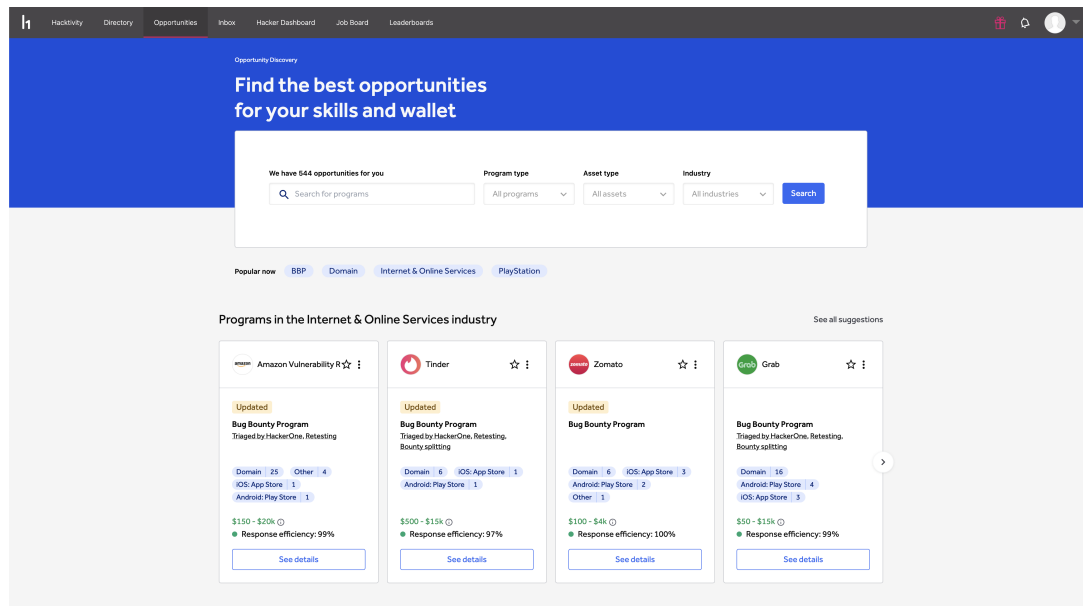 h1 Hacktivity Directory Opportunities Inbox Hacker Dashboard Job Board Leaderboards
Opportunity Discovery
Find the best opportunities
for your skills and wallet
We have 544 opportunities for you Program type Asset type Industry
Search for programs All programs All assets All industries Search
Popular now BBP Domain Internet & Online Services PlayStation
Programs in the Internet & Online Services industry See all suggestions
amazon Amazon Vulnerability R
Updated
Bug Bounty Program
Triaged by HackerOne, Retesting
Domain 25 Other 4
iOS: App Store 1
Android: Play Store 1
$150 - $20k
Response efficiency: 99%
See details
Tinder
Updated
Bug Bounty Program
Triaged by HackerOne, Retesting,
Bounty splitting
Domain 6 iOS: App Store 1
Android: Play Store 1
$500 - $15k
Response efficiency: 97%
See details
zomato Zomato
Updated
Bug Bounty Program
Domain 6 iOS: App Store 3
Android: Play Store 2
Other 1
$100 - $4k
Response efficiency: 100%
See details
Grab Grab
Bug Bounty Program
Triaged by HackerOne, Retesting,
Bounty splitting
Domain 16
Android: Play Store 4
iOS: App Store 3
$50 - $15k
Response efficiency: 99%
See details